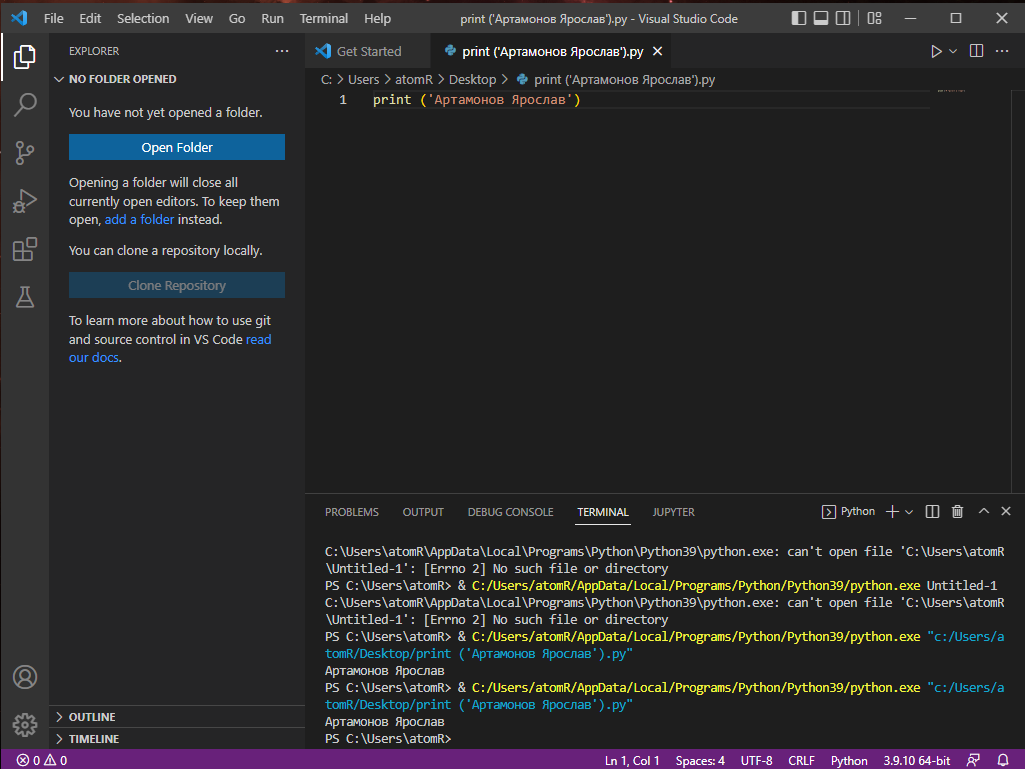 File Edit Selection View Go Run Terminal Help print ('Артамонов Ярослав').py - Visual Studio Code
EXPLORER
NO FOLDER OPENED
You have not yet opened a folder.
Open Folder
Opening a folder will close all
currently open editors. To keep them
open, add a folder instead.
You can clone a repository locally.
Clone Repository
To learn more about how to use git
and source control in VS Code read
our docs.
OUTLINE
TIMELINE
Get Started print ('Артамонов Ярослав').py
C: > Users > atomR > Desktop > print ('Артамонов Ярослав').py
1 print ('Артамонов Ярослав')
PROBLEMS OUTPUT DEBUG CONSOLE TERMINAL JUPYTER Python
C:\Users\atomR\AppData\Local\Programs\Python\Python39\python.exe: can't open file 'C:\Users\atomR
\Untitled-1': [Errno 2] No such file or directory
PS C:\Users\atomR> & C:/Users/atomR/AppData/Local/Programs/Python/Python39/python.exe Untitled-1
C:\Users\atomR\AppData\Local\Programs\Python\Python39\python.exe: can't open file 'C:\Users\atomR
\Untitled-1': [Errno 2] No such file or directory
PS C:\Users\atomR> & C:/Users/atomR/AppData/Local/Programs/Python/Python39/python.exe "c:/Users/a
tomR/Desktop/print ('Артамонов Ярослав').py"
Артамонов Ярослав
PS C:\Users\atomR> & C:/Users/atomR/AppData/Local/Programs/Python/Python39/python.exe "c:/Users/a
tomR/Desktop/print ('Артамонов Ярослав').py"
Артамонов Ярослав
PS C:\Users\atomR>
0 0 Ln 1, Col 1 Spaces: 4 UTF-8 CRLF Python 3.9.10 64-bit